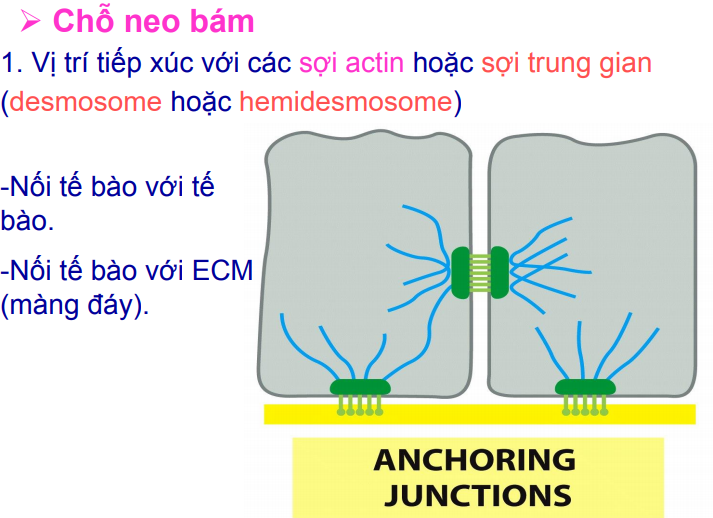 ➢ Chỗ neo bám
1. Vị trí tiếp xúc với các sợi actin hoặc sợi trung gian
(desmosome hoặc hemidesmosome)
-Nối tế bào với tế
bào.
-Nối tế bào với ECM
(màng đáy).
ANCHORING
JUNCTIONS